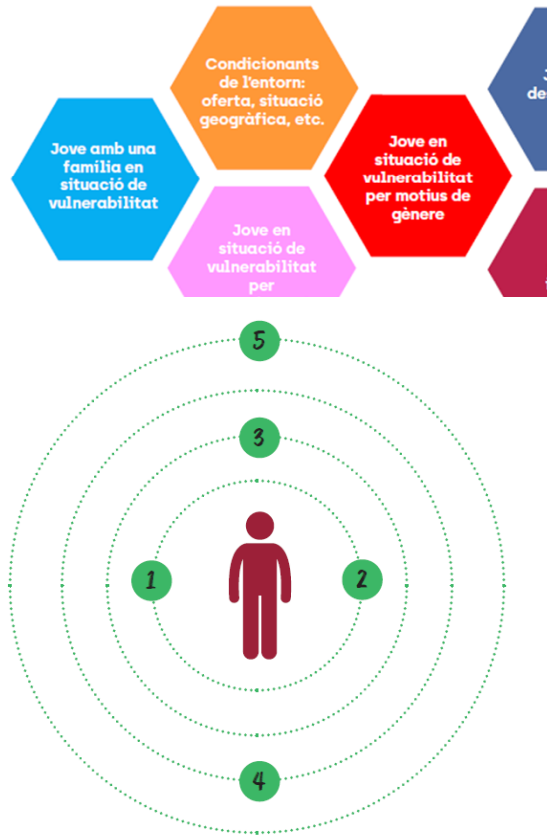 Condicionants
de l'entorn:
oferta, situació
geogràfica, etc.
Jove amb una
família en
situació de
vulnerabilitat
Jove en
situació de
vulnerabilitat
per motius de
gènere
Jove en
situació de
vulnerabilitat
per
5
3
1
2
4